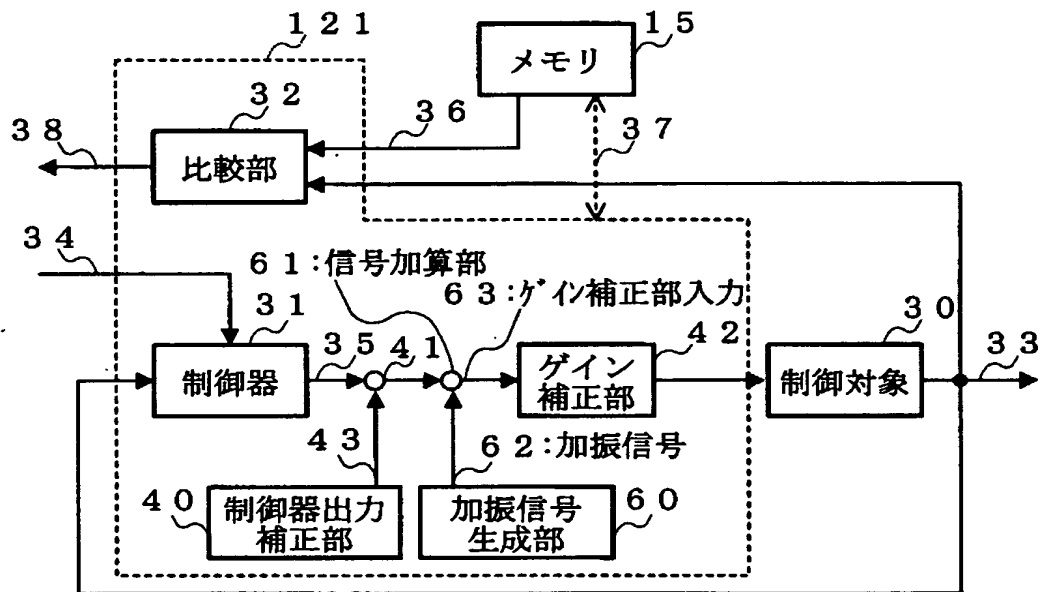 １２１
１５
メモリ
３２
３６
３７
３８
比較部
３４
６１：信号加算部
６３：ゲイン補正部入力
３１
３５
４１
４２
３０
３３
制御器
ゲイン
補正部
制御対象
４３
６２：加振信号
４０
制御器出力
補正部
加振信号
生成部
６０